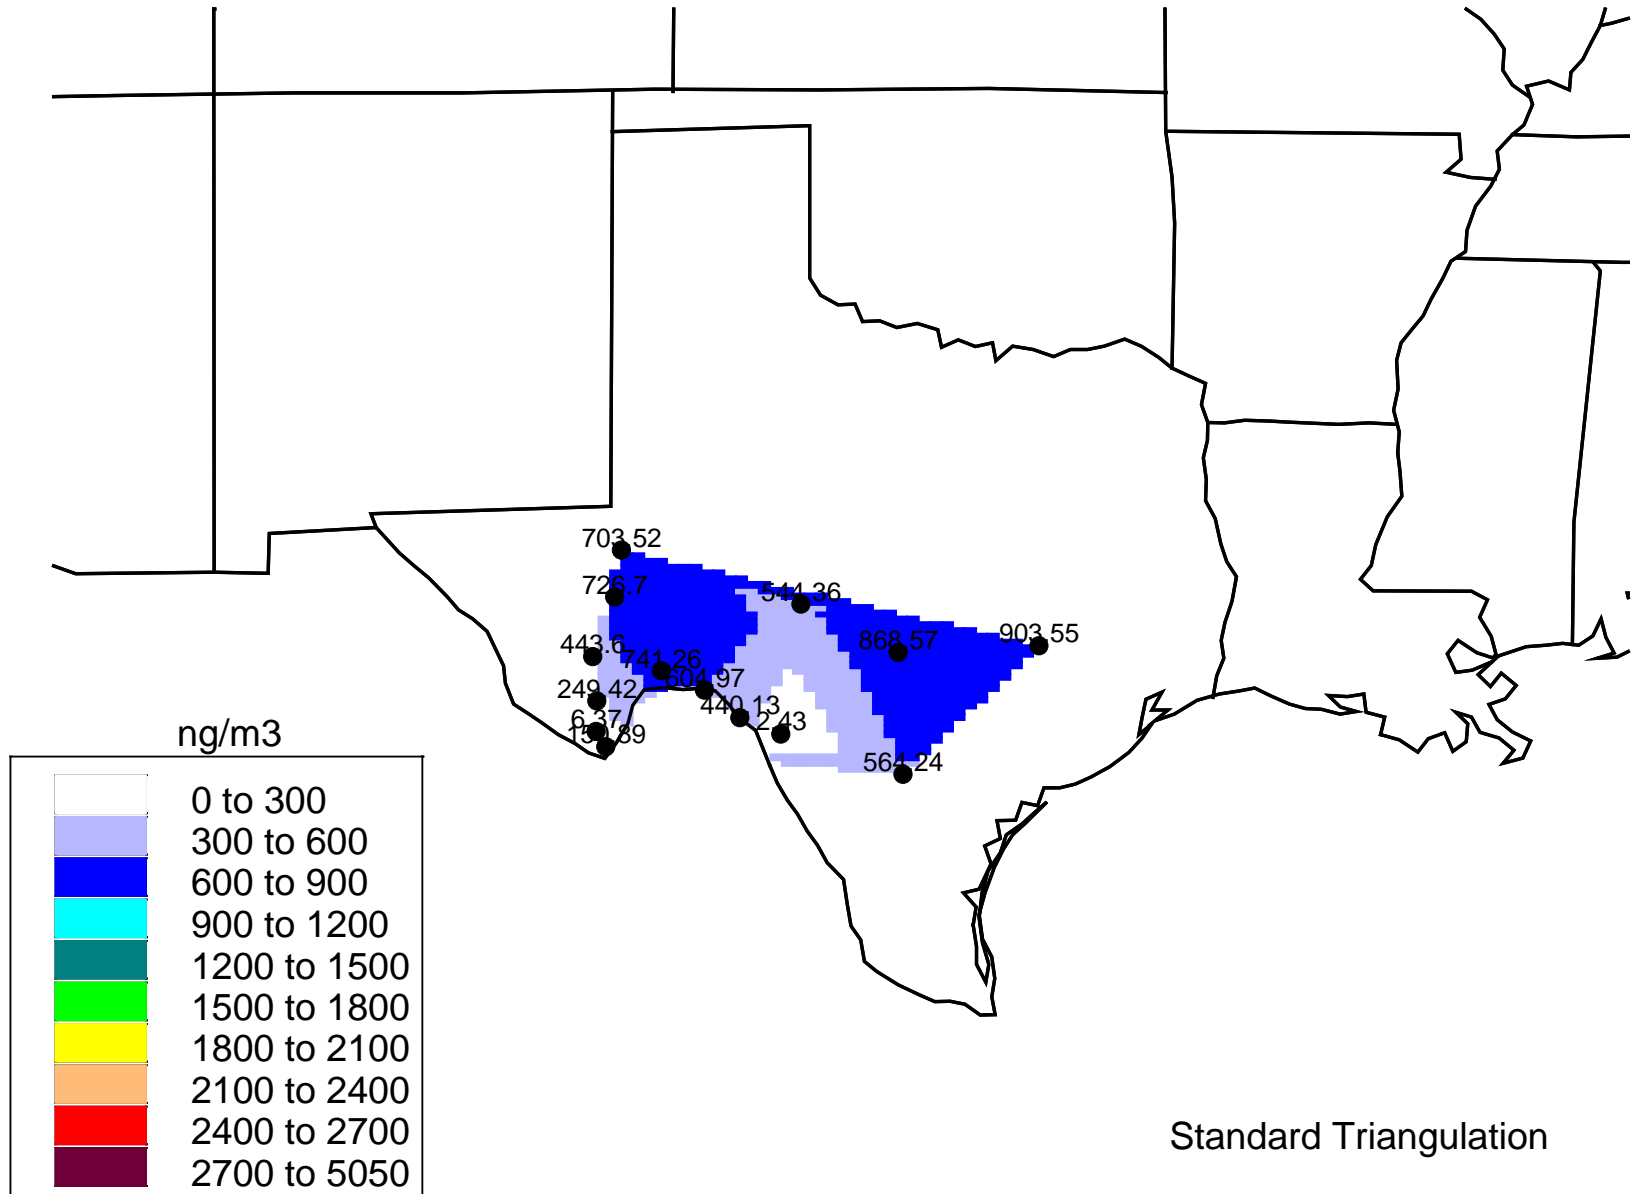 703.52
726.7
544.36
443.6
868.57
903.55
741.26
604.97
249.42
440.13
6.37
2.43
ng/m3
564.24
0 to 300
300 to 600
600 to 900
900 to 1200
1200 to 1500
1500 to 1800
1800 to 2100
2100 to 2400
2400 to 2700
2700 to 5050
Standard Triangulation